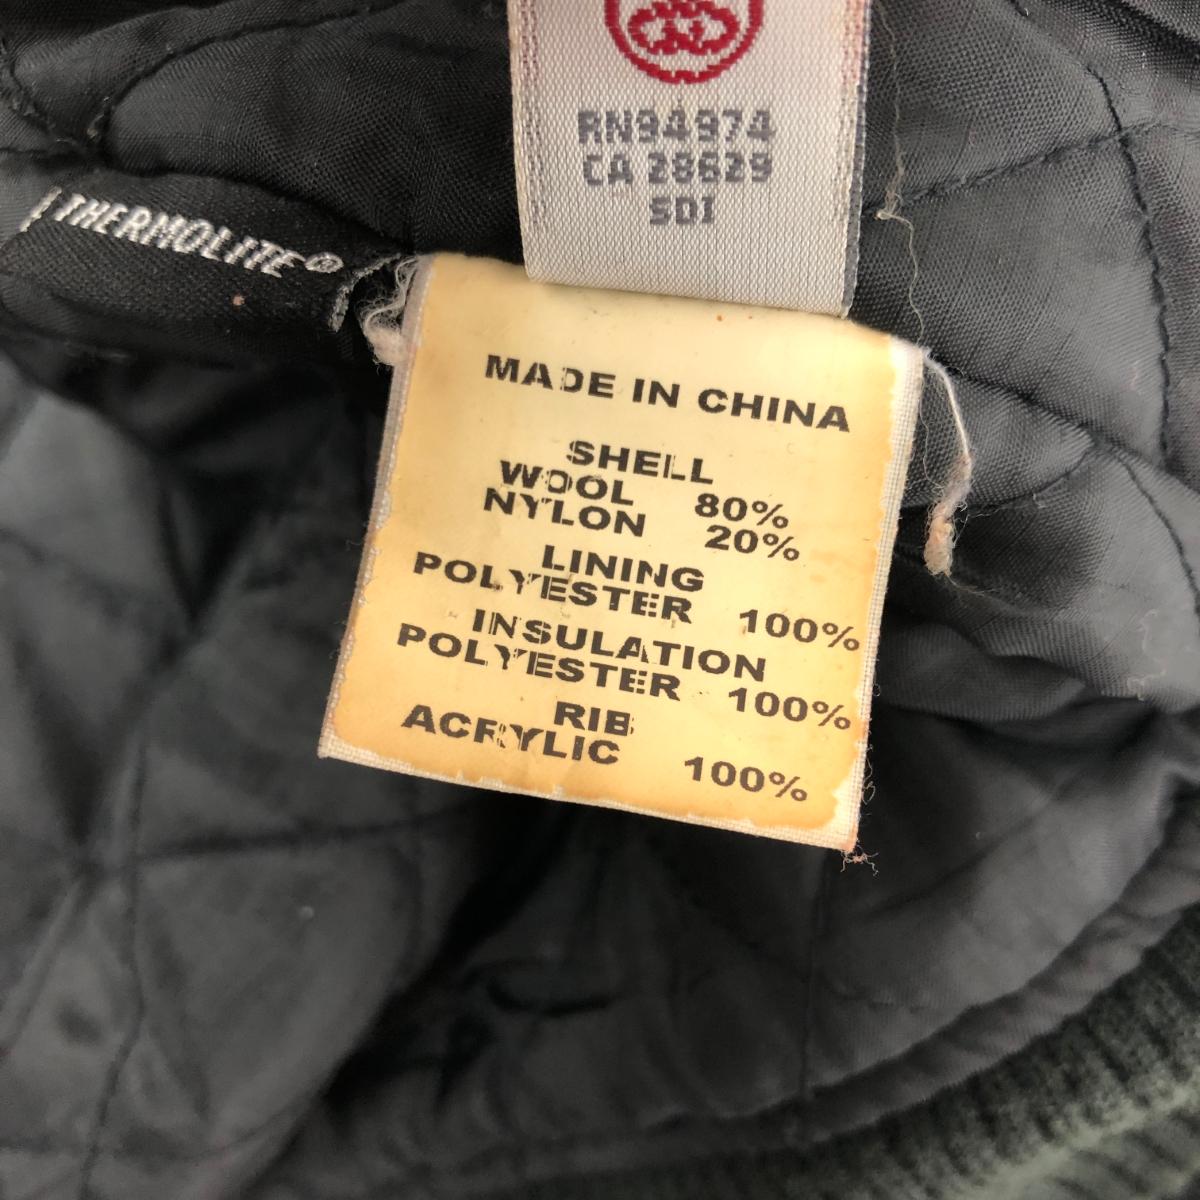 RN94974
CA 28629
SDI
THERMOLITE®
MADE IN CHINA
SHELL
WOOL 80%
NYLON 20%
LINING
POLYESTER 100%
INSULATION
POLYESTER 100%
RIB
ACRYLIC 100%